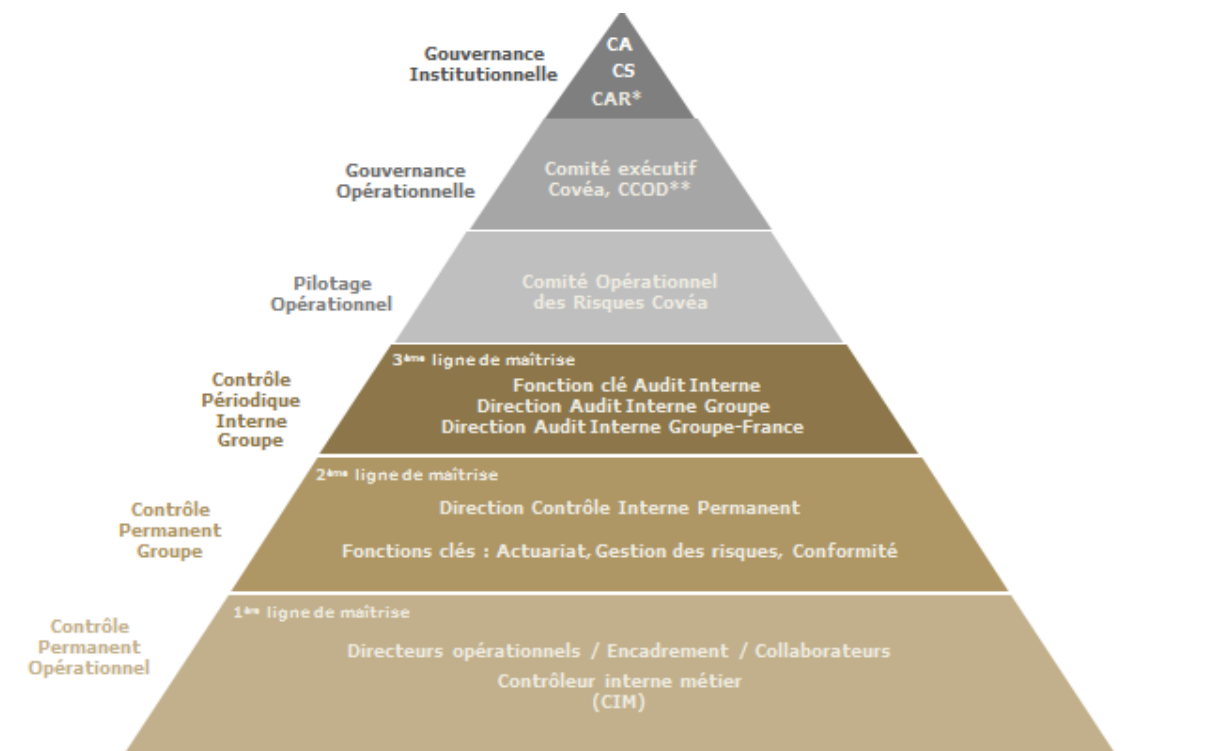 Gouvernance
Institutionnelle
CA
CS
CAR*
Gouvernance
Opérationnelle
Comité exécutif
Covéa, CCOD**
Pilotage
Opérationnel
Comité Opérationnel
des Risques Covéa
Contrôle
Périodique
Interne
Groupe
3ème ligne de maîtrise
Fonction clé Audit Interne
Direction Audit Interne Groupe
Direction Audit Interne Groupe-France
Contrôle
Permanent
Groupe
2ème ligne de maîtrise
Direction Contrôle Interne Permanent
Fonctions clés : Actuariat, Gestion des risques, Conformité
Contrôle
Permanent
Opérationnel
1ère ligne de maîtrise
Directeurs opérationnels / Encadrement / Collaborateurs
Contrôleur interne métier
(CIM)